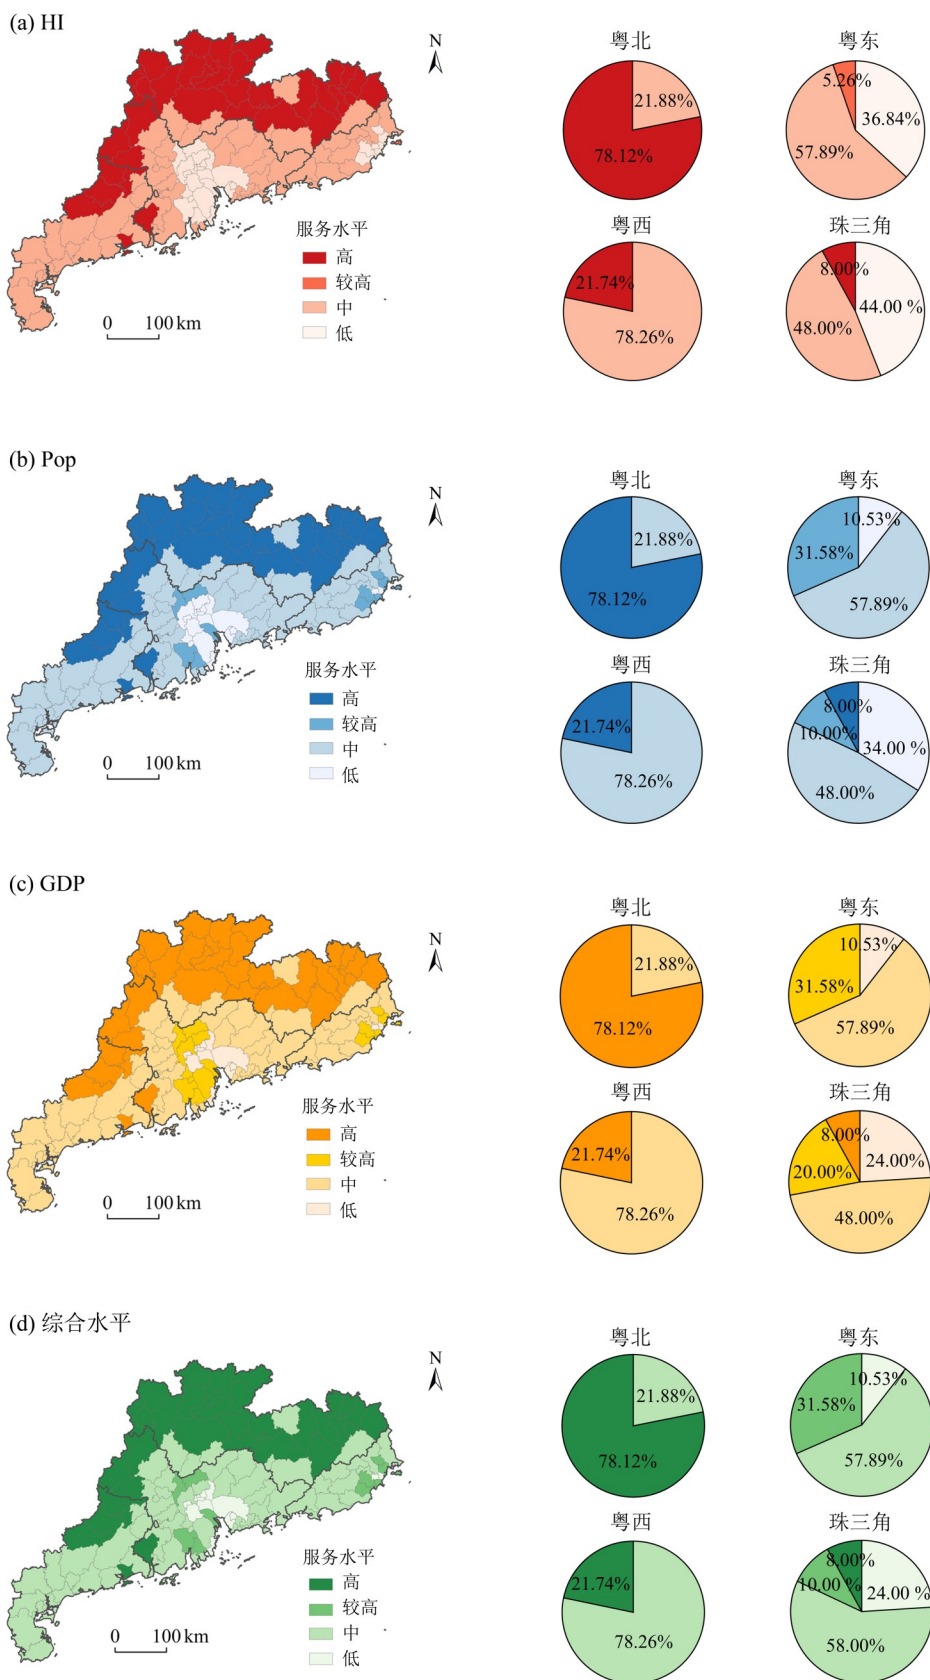 (a) HI
N
服务水平
高
较高
中
低
0 100 km
粤北
21.88%
78.12%
粤东
5.26%
36.84%
57.89%
粤西
21.74%
78.26%
珠三角
8.00%
44.00 %
48.00%
(b) Pop
N
服务水平
高
较高
中
低
0 100 km
粤北
21.88%
78.12%
粤东
10.53%
31.58%
57.89%
粤西
21.74%
78.26%
珠三角
8.00%
10.00%
34.00 %
48.00%
(c) GDP
N
服务水平
高
较高
中
低
0 100 km
粤北
21.88%
78.12%
粤东
10.53%
31.58%
57.89%
粤西
21.74%
78.26%
珠三角
8.00%
20.00%
24.00%
48.00%
(d) 综合水平
N
服务水平
高
较高
中
低
0 100 km
粤北
21.88%
78.12%
粤东
10.53%
31.58%
57.89%
粤西
21.74%
78.26%
珠三角
8.00%
10.00 %
24.00 %
58.00%